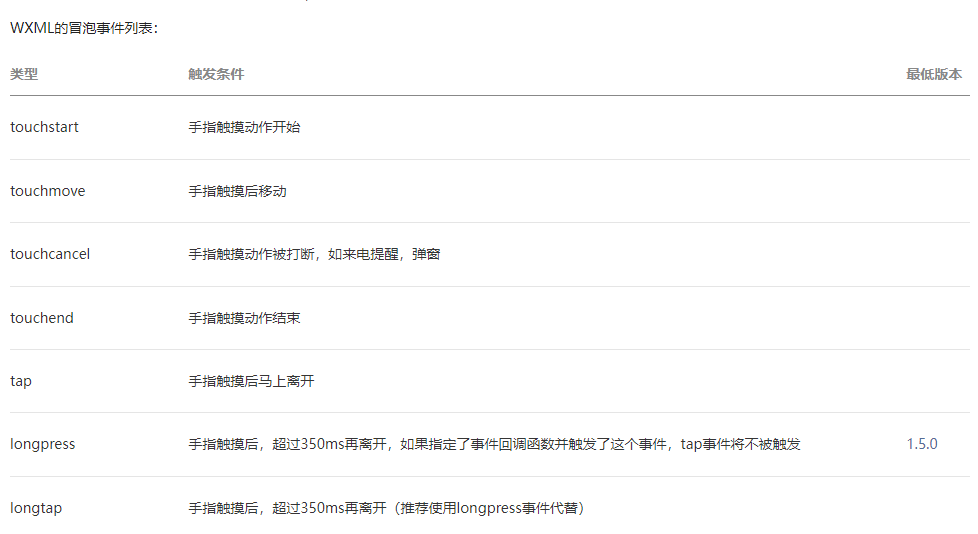 WXML的冒泡事件列表：
类型 触发条件 最低版本
touchstart 手指触摸动作开始
touchmove 手指触摸后移动
touchcancel 手指触摸动作被打断，如来电提醒，弹窗
touchend 手指触摸动作结束
tap 手指触摸后马上离开
longpress 手指触摸后，超过350ms再离开，如果指定了事件回调函数并触发了这个事件，tap事件将不被触发 1.5.0
longtap 手指触摸后，超过350ms再离开（推荐使用longpress事件代替）